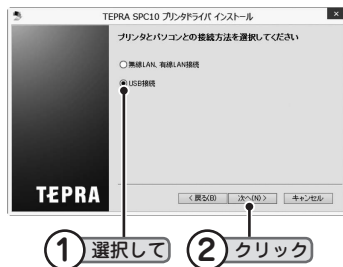 TEPRA SPC10 プリンタドライバ インストール
プリンタとパソコンとの接続方法を選択してください
無線LAN、有線LAN接続
USB接続
TEPRA
< 戻る(B) 次へ(N) > キャンセル
1 選択して 2 クリック